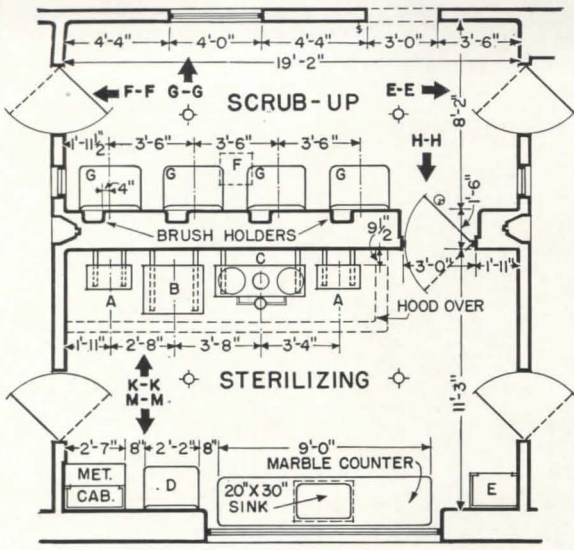 4'-4" 4'-0" 4'-4" $ 3'-0" 3'-6"
19'-2"
F-F G-G E-E
SCRUB-UP
8'-2"
H-H
1'-11½" 3'-6" 3'-6" 3'-6"
F
G G G G
4"
1'-6"
BRUSH HOLDERS
9½"
C
3'-0" 1'-11"
A B A
HOOD OVER
1'-11" 2'-8" 3'-8" 3'-4"
K-K
M-M
STERILIZING
11'-3"
2'-7" 8" 2'-2" 8" 9'-0"
MARBLE COUNTER
MET.
CAB.
D
20"X30"
SINK
E